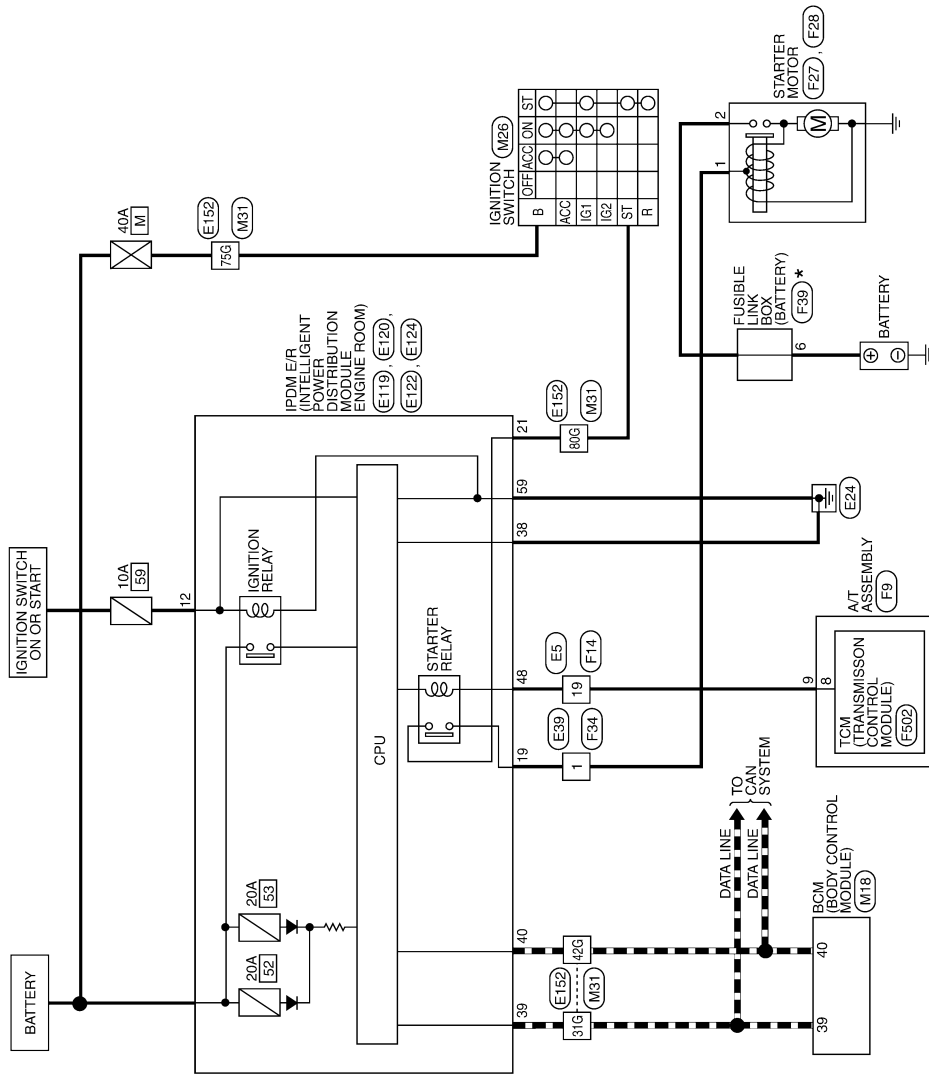 BATTERY
IGNITION SWITCH
ON OR START
10A
59
40A
M
75G
E152
M31
12
20A
52
20A
53
IGNITION
RELAY
CPU
STARTER
RELAY
IPDM E/R
(INTELLIGENT
POWER
DISTRIBUTION
MODULE
ENGINE ROOM)
E119 , E120 ,
E122 , E124
IGNITION
SWITCH
M26
OFF ACC ON ST
B
ACC
IG1
IG2
ST
R
39
40
19
48
38
59
21
31G
42G
E152
M31
1
E39
F34
19
E5
F14
80G
E152
M31
E24
DATA LINE
DATA LINE
TO
CAN
SYSTEM
39
40
BCM
(BODY CONTROL
MODULE)
M18
9
8
TCM
(TRANSMISSON
CONTROL
MODULE)
F502
A/T
ASSEMBLY
F9
FUSIBLE
LINK
BOX
(BATTERY)
F39 *
6
BATTERY
+
−
1
2
M
STARTER
MOTOR
F27 , F28